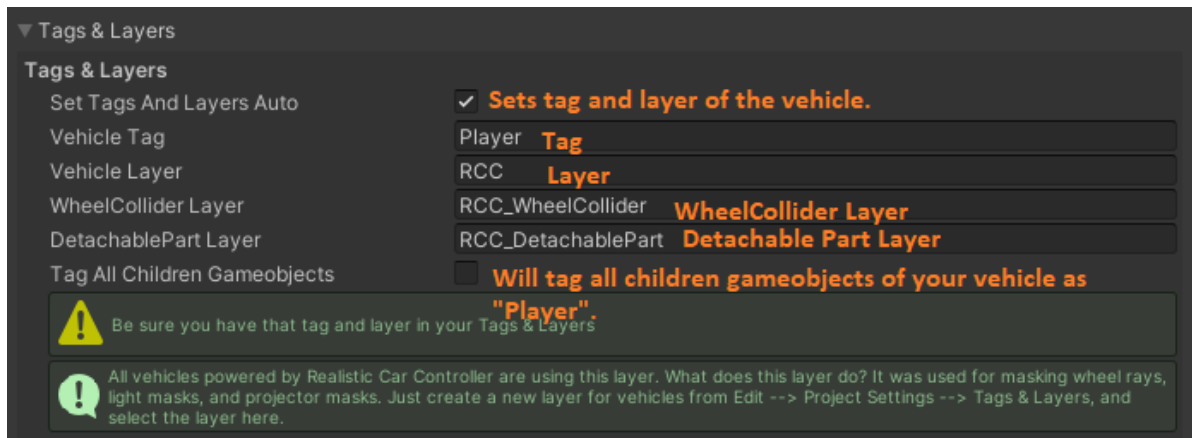 Tags & Layers
Tags & Layers
Set Tags And Layers Auto Sets tag and layer of the vehicle.
Vehicle Tag Player Tag
Vehicle Layer RCC Layer
WheelCollider Layer RCC_WheelCollider WheelCollider Layer
DetachablePart Layer RCC_DetachablePart Detachable Part Layer
Tag All Children Gameobjects Will tag all children gameobjects of your vehicle as
"Player".
Be sure you have that tag and layer in your Tags & Layers
All vehicles powered by Realistic Car Controller are using this layer. What does this layer do? It was used for masking wheel rays,
light masks, and projector masks. Just create a new layer for vehicles from Edit --> Project Settings --> Tags & Layers, and
select the layer here.